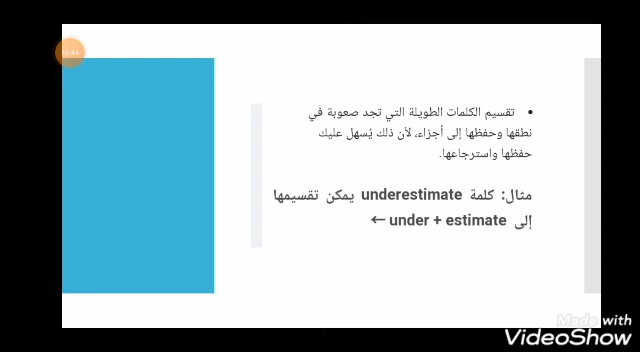 • تقسيم الكلمات الطويلة التي تجد صعوبة في
نطقها وحفظها إلى أجزاء، لأن ذلك يُسهل عليك
حفظها واسترجاعها.
مثال: كلمة underestimate يمكن تقسيمها
إلى under + estimate ←
Made with
VideoShow